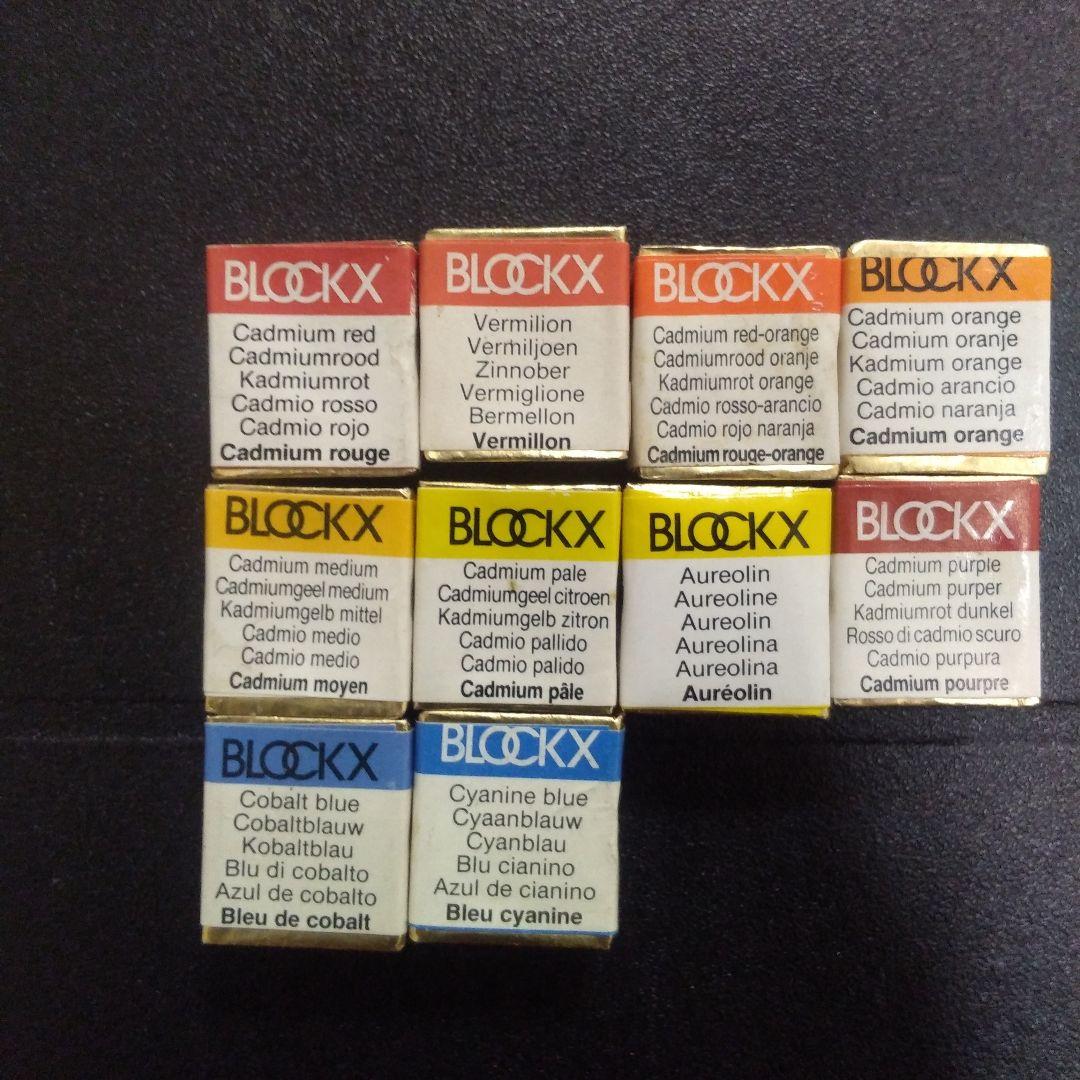 BLOCKX
Cadmium red
Cadmiumrood
Kadmiumrot
Cadmio rosso
Cadmio rojo
Cadmium rouge
BLOCKX
Vermilion
Vermiljoen
Zinnober
Vermiglione
Bermellon
Vermillon
BLOCKX
Cadmium red-orange
Cadmiumrood oranje
Kadmiumrot orange
Cadmio rosso-arancio
Cadmio rojo naranja
Cadmium rouge-orange
BLOCKX
Cadmium orange
Cadmium oranje
Kadmium orange
Cadmio arancio
Cadmio naranja
Cadmium orange
BLOCKX
Cadmium medium
Cadmiumgeel medium
Kadmiumgelb mittel
Cadmio medio
Cadmio medio
Cadmium moyen
BLOCKX
Cadmium pale
Cadmiumgeel citroen
Kadmiumgelb zitron
Cadmio pallido
Cadmio palido
Cadmium pâle
BLOCKX
Aureolin
Aureoline
Aureolin
Aureolina
Aureolina
Auréolin
BLOCKX
Cadmium purple
Cadmium purper
Kadmiumrot dunkel
Rosso di cadmio scuro
Cadmio purpura
Cadmium pourpre
BLOCKX
Cobalt blue
Cobaltblauw
Kobaltblau
Blu di cobalto
Azul de cobalto
Bleu de cobalt
BLOCKX
Cyanine blue
Cyaanblauw
Cyanblau
Blu cianino
Azul de cianino
Bleu cyanine